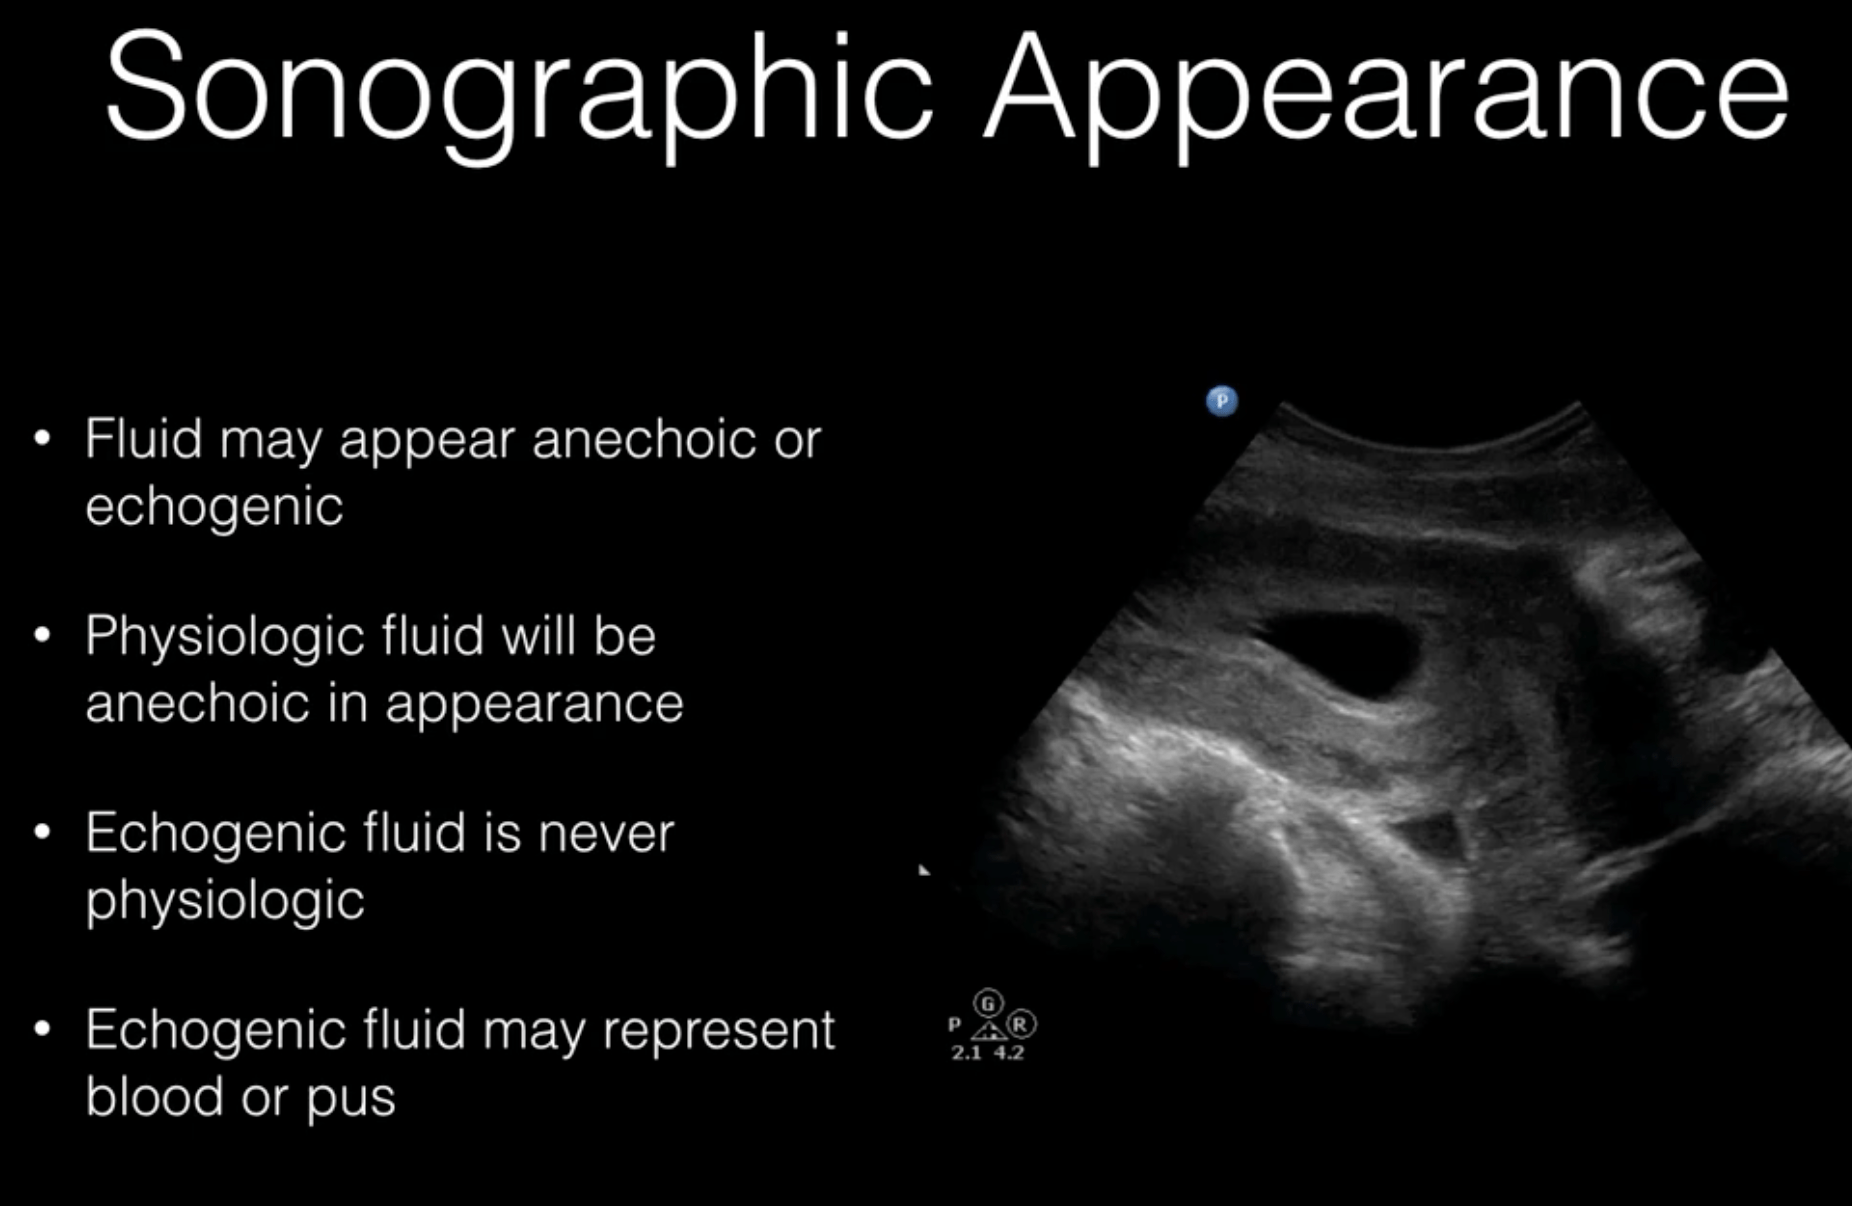 Sonographic Appearance
• Fluid may appear anechoic or
echogenic
• Physiologic fluid will be
anechoic in appearance
• Echogenic fluid is never
physiologic
• Echogenic fluid may represent
blood or pus
P
G
P R
2.1 4.2